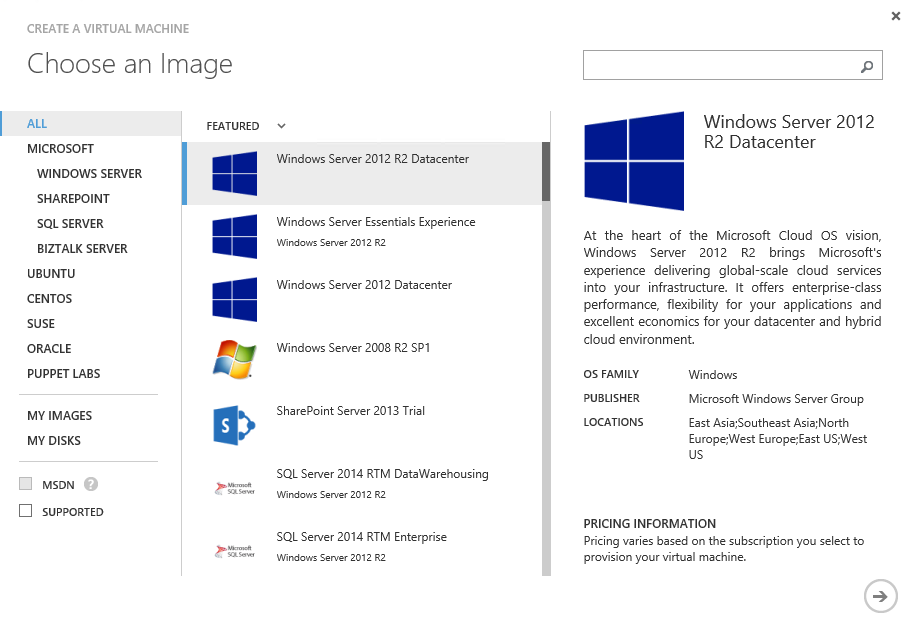 CREATE A VIRTUAL MACHINE
Choose an Image
ALL
MICROSOFT
WINDOWS SERVER
SHAREPOINT
SQL SERVER
BIZTALK SERVER
UBUNTU
CENTOS
SUSE
ORACLE
PUPPET LABS
MY IMAGES
MY DISKS
MSDN ?
SUPPORTED
FEATURED
Windows Server 2012 R2 Datacenter
Windows Server Essentials Experience
Windows Server 2012 R2
Windows Server 2012 Datacenter
Windows Server 2008 R2 SP1
S
SharePoint Server 2013 Trial
MicroSoft
SQL Server
SQL Server 2014 RTM DataWarehousing
Windows Server 2012 R2
Microsoft
SQL Server
SQL Server 2014 RTM Enterprise
Windows Server 2012 R2
Windows Server 2012
R2 Datacenter
At the heart of the Microsoft Cloud OS vision,
Windows Server 2012 R2 brings Microsoft's
experience delivering global-scale cloud services
into your infrastructure. It offers enterprise-class
performance, flexibility for your applications and
excellent economics for your datacenter and hybrid
cloud environment.
OS FAMILY Windows
PUBLISHER Microsoft Windows Server Group
LOCATIONS East Asia;Southeast Asia;North
Europe;West Europe;East US;West
US
PRICING INFORMATION
Pricing varies based on the subscription you select to
provision your virtual machine.